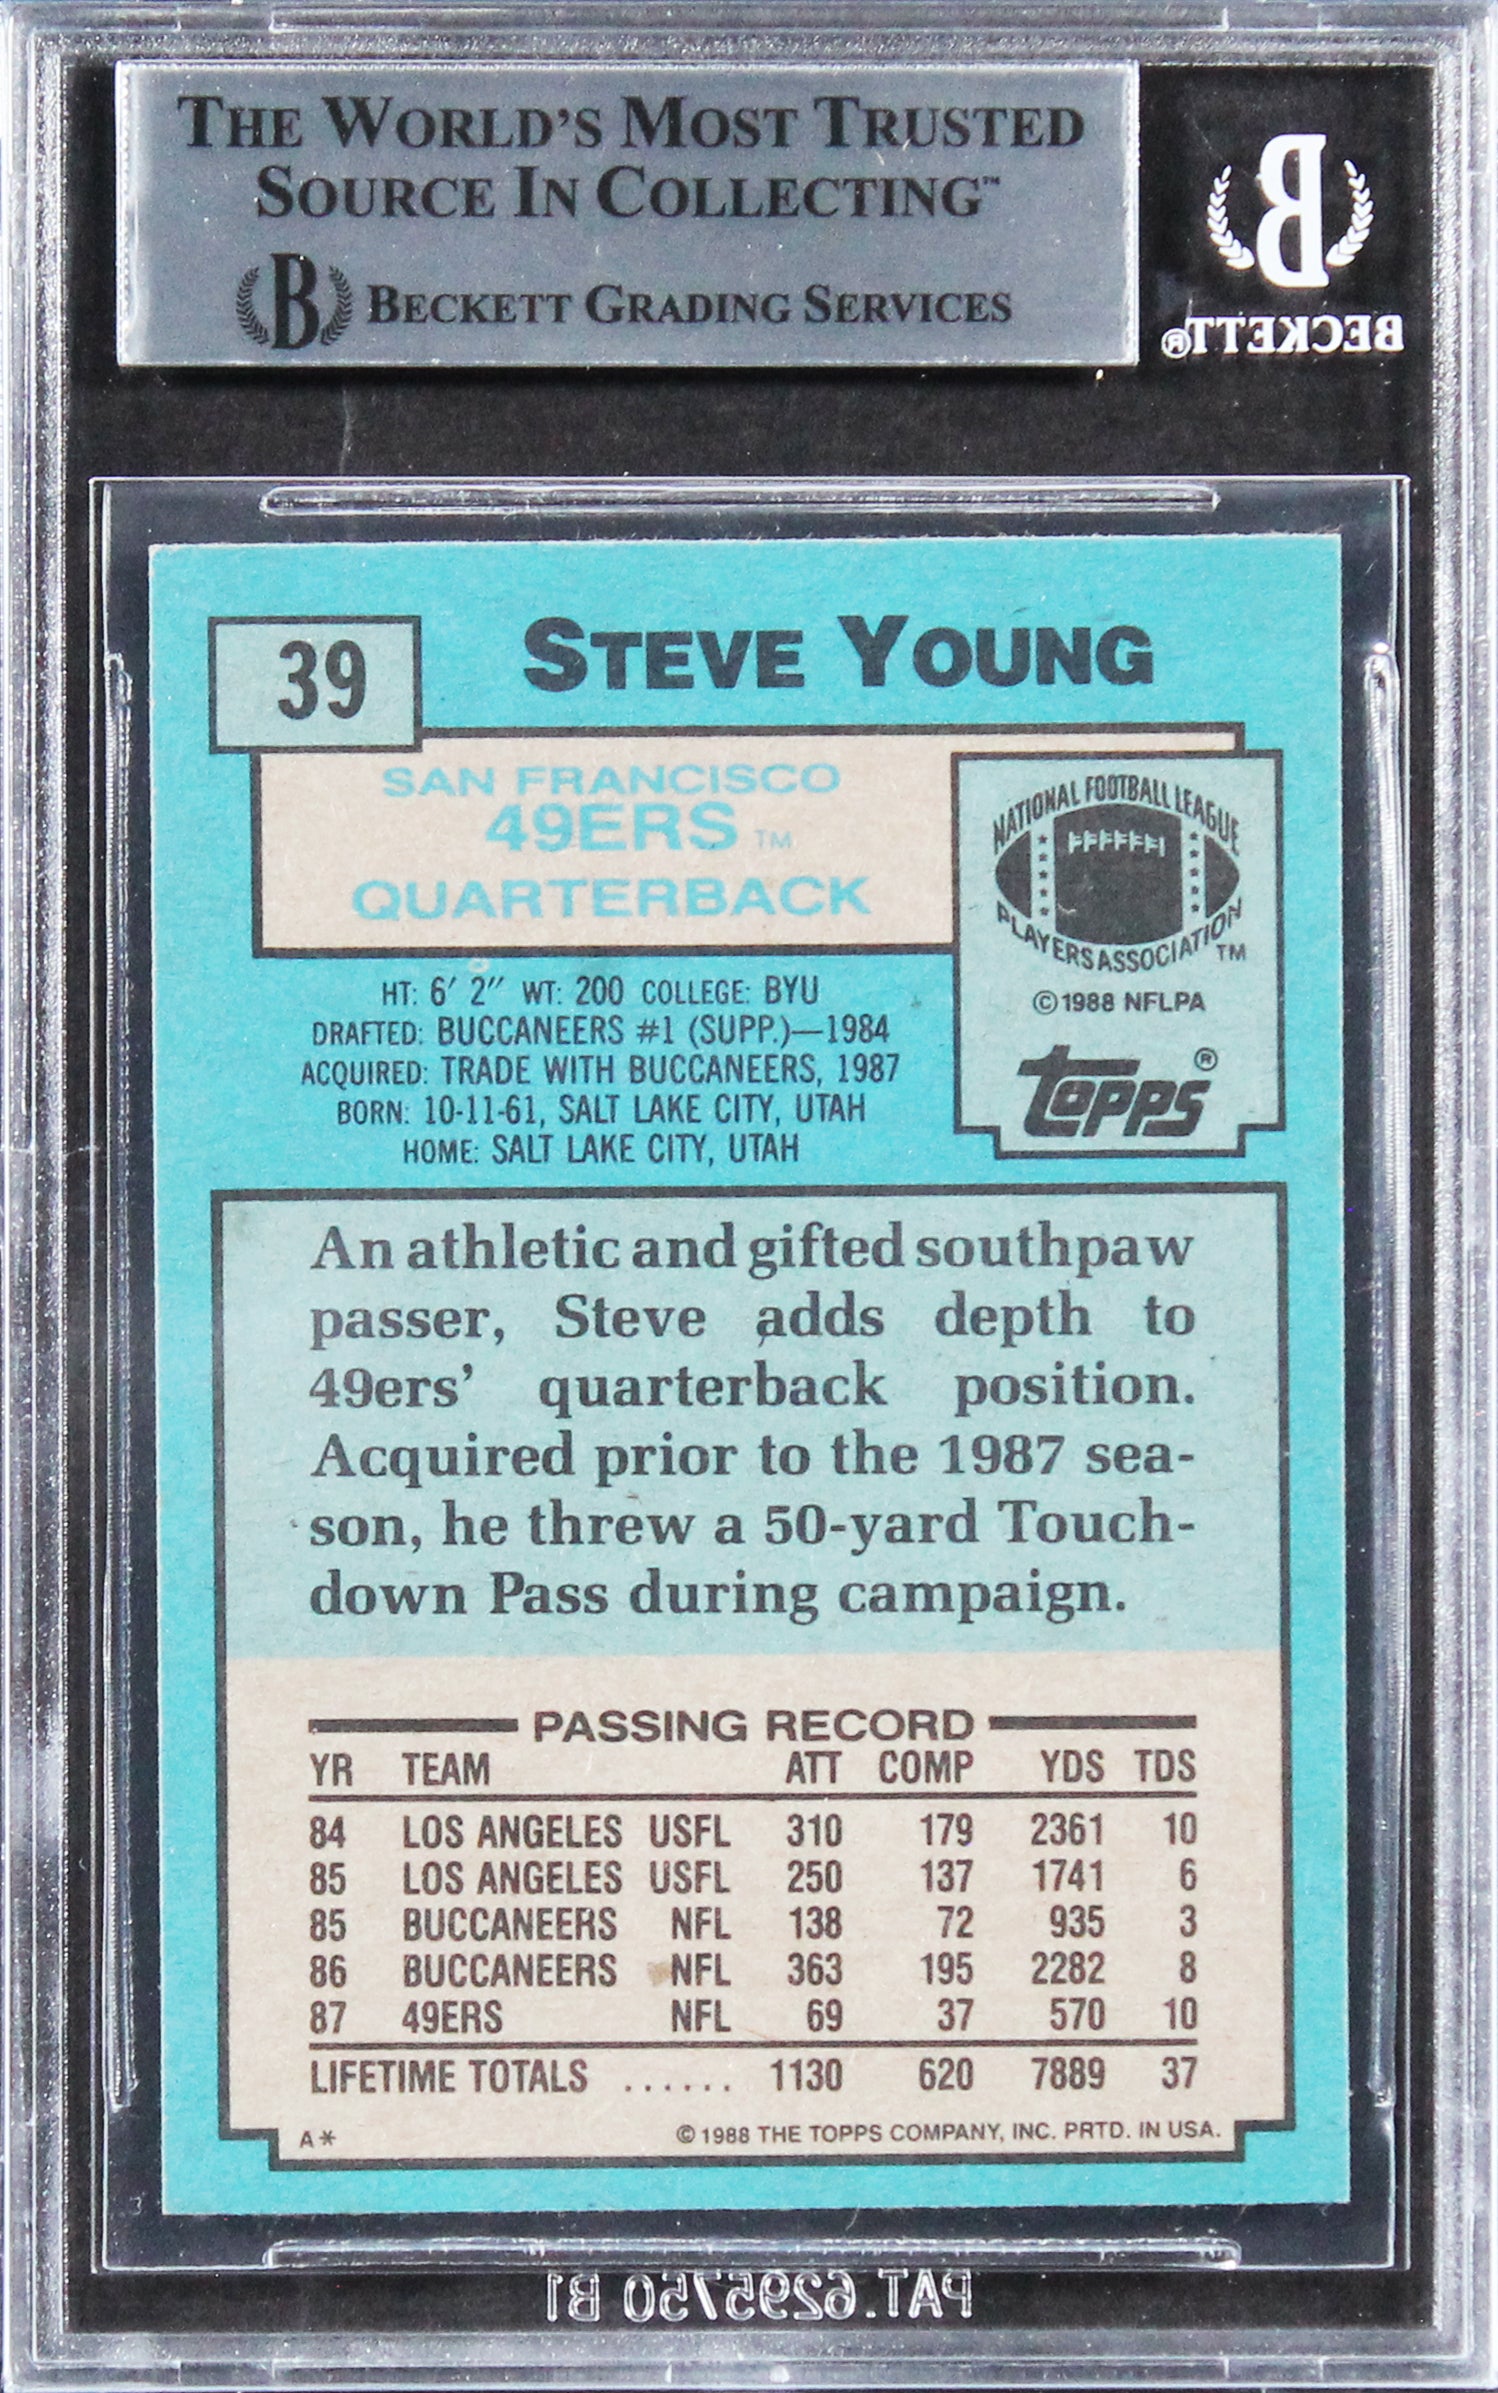 THE WORLD'S MOST TRUSTED
SOURCE IN COLLECTING™
B BECKETT GRADING SERVICES
B
BECKETT®
39
STEVE YOUNG
SAN FRANCISCO
49ERS TM
QUARTERBACK
NATIONAL FOOTBALL LEAGUE
PLAYERS ASSOCIATION TM
© 1988 NFLPA
topps®
HT: 6' 2" WT: 200 COLLEGE: BYU
DRAFTED: BUCCANEERS #1 (SUPP.)—1984
ACQUIRED: TRADE WITH BUCCANEERS, 1987
BORN: 10-11-61, SALT LAKE CITY, UTAH
HOME: SALT LAKE CITY, UTAH
An athletic and gifted southpaw
passer, Steve adds depth to
49ers' quarterback position.
Acquired prior to the 1987 sea-
son, he threw a 50-yard Touch-
down Pass during campaign.
PASSING RECORD
YR TEAM ATT COMP YDS TDS
84 LOS ANGELES USFL 310 179 2361 10
85 LOS ANGELES USFL 250 137 1741 6
85 BUCCANEERS NFL 138 72 935 3
86 BUCCANEERS NFL 363 195 2282 8
87 49ERS NFL 69 37 570 10
LIFETIME TOTALS ...... 1130 620 7889 37
A* © 1988 THE TOPPS COMPANY, INC. PRTD. IN USA.
PAT.6295750 B1